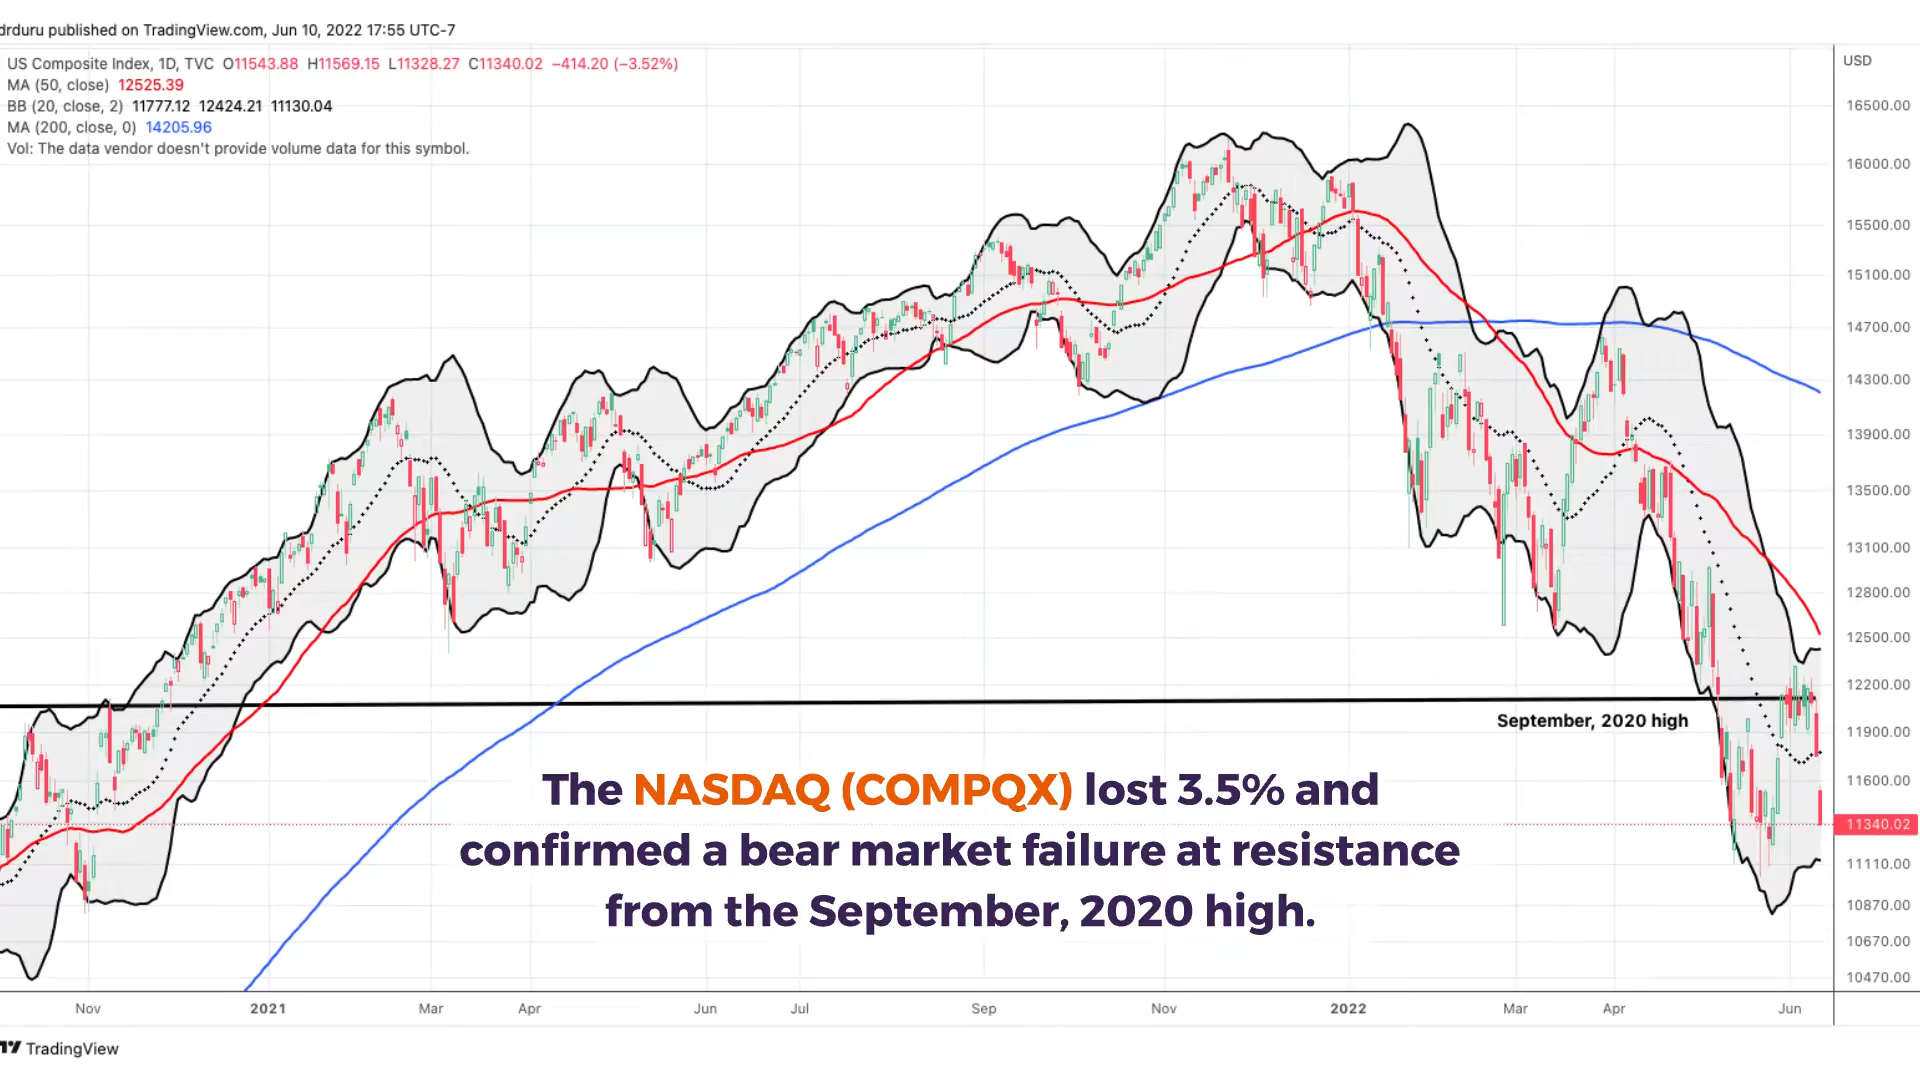 drduru published on TradingView.com, Jun 10, 2022 17:55 UTC-7
US Composite Index, 1D, TVC O11543.88 H11569.15 L11328.27 C11340.02 −414.20 (−3.52%)
MA (50, close) 12525.39
BB (20, close, 2) 11777.12 12424.21 11130.04
MA (200, close, 0) 14205.96
Vol: The data vendor doesn't provide volume data for this symbol.
USD
16500.00
16000.00
15500.00
15100.00
14700.00
14300.00
13900.00
13500.00
13100.00
12800.00
12500.00
12200.00
11900.00
11600.00
11340.02
11110.00
10870.00
10670.00
10470.00
September, 2020 high
The NASDAQ (COMPQX) lost 3.5% and
confirmed a bear market failure at resistance
from the September, 2020 high.
Nov 2021 Mar Apr Jun Jul Sep Nov 2022 Mar Apr Jun
TradingView